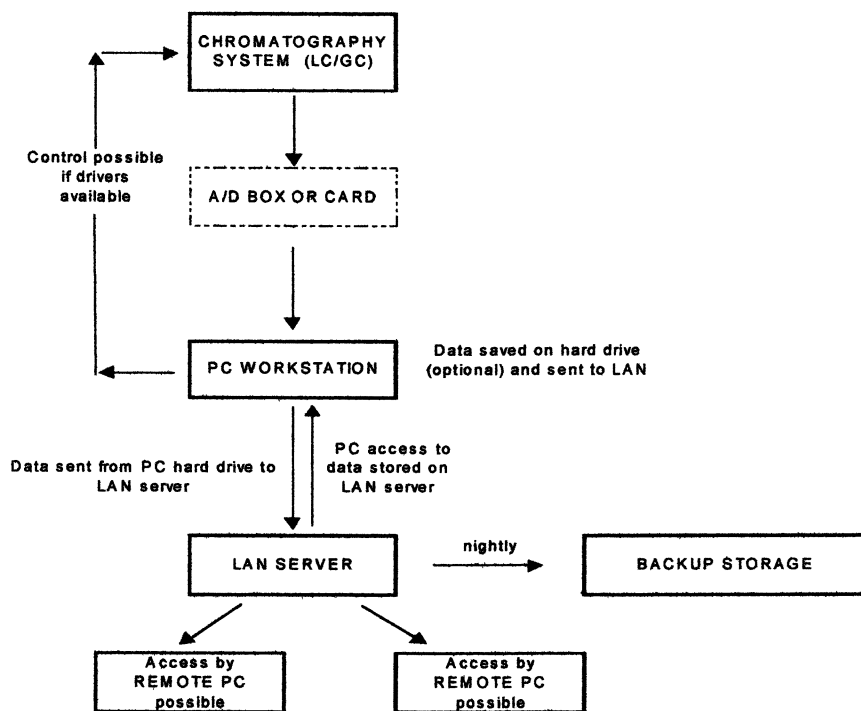 CHROMATOGRAPHY
SYSTEM (LC/GC)
Control possible
if drivers
available
A/D BOX OR CARD
PC WORKSTATION
Data saved on hard drive
(optional) and sent to LAN
Data sent from PC hard drive to
LAN server
PC access to
data stored on
LAN server
LAN SERVER
nightly
BACKUP STORAGE
Access by
REMOTE PC
possible
Access by
REMOTE PC
possible